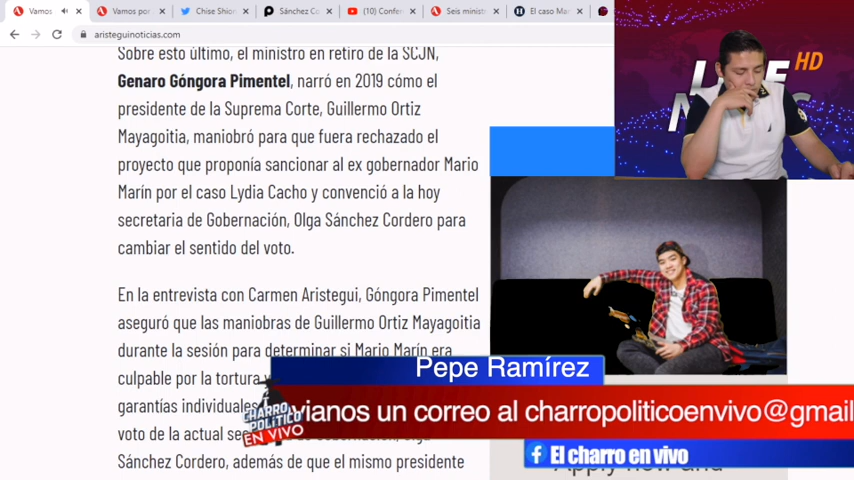 Vamos
Vamos por
Chise Shiori
Sánchez Co
(10) Confer
Seis ministr
El caso Mar
aristeguinoticias.com
Sobre esto último, el ministro en retiro de la SCJN,
Genaro Góngora Pimentel, narró en 2019 cómo el
presidente de la Suprema Corte, Guillermo Ortiz
Mayagoitia, maniobró para que fuera rechazado el
proyecto que proponía sancionar al ex gobernador Mario
Marín por el caso Lydia Cacho y convenció a la hoy
secretaria de Gobernación, Olga Sánchez Cordero para
cambiar el sentido del voto.
En la entrevista con Carmen Aristegui, Góngora Pimentel
aseguró que las maniobras de Guillermo Ortiz Mayagoitia
durante la sesión para determinar si Mario Marín era
culpable por la tortura
garantías individuales
voto de la actual
Sánchez Cordero, además de que el mismo presidente
HD
Pepe Ramírez
vianos un correo al charropoliticoenvivo@gmail
CHARRO
POLÍTICO
EN VIVO
El charro en vivo
Apply now and